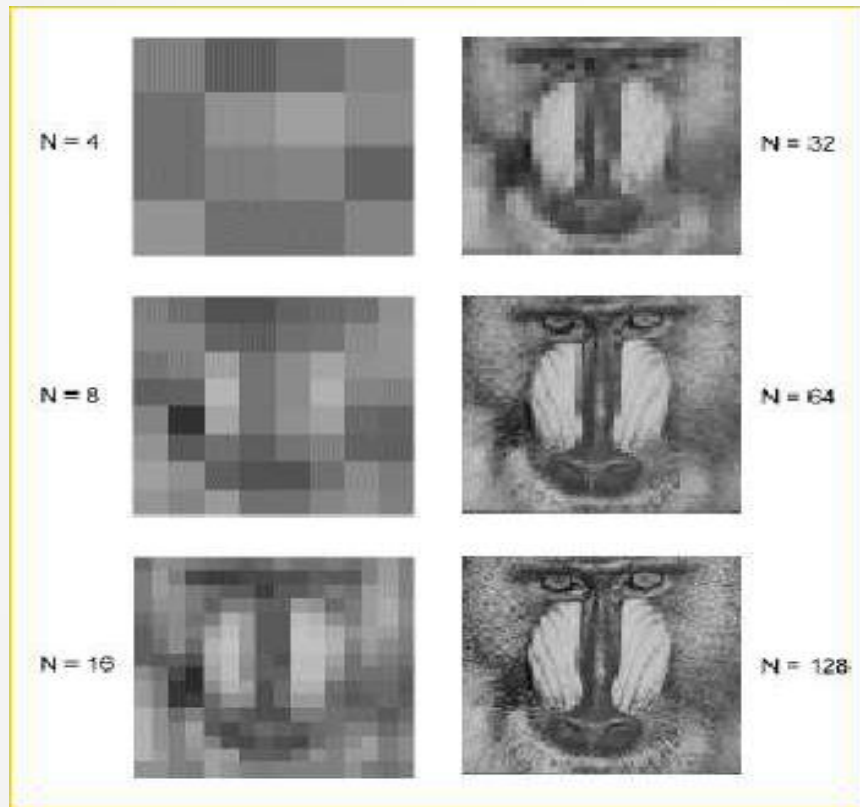 N = 4
N = 32
N = 8
N = 64
N = 16
N = 128